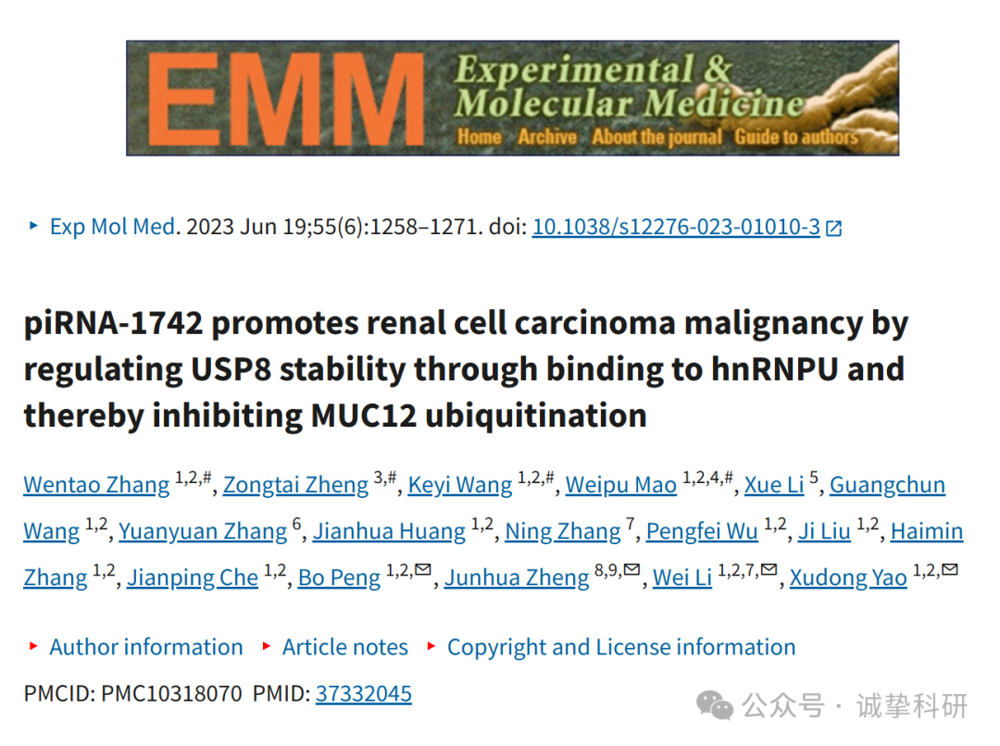 EMM
Experimental &
Molecular Medicine
Home Archive About the journal Guide to authors
Exp Mol Med. 2023 Jun 19;55(6):1258–1271. doi: 10.1038/s12276-023-01010-3
piRNA-1742 promotes renal cell carcinoma malignancy by
regulating USP8 stability through binding to hnRNPU and
thereby inhibiting MUC12 ubiquitination
Wentao Zhang 1,2,#, Zongtai Zheng 3,#, Keyi Wang 1,2,#, Weipu Mao 1,2,4,#, Xue Li 5, Guangchun
Wang 1,2, Yuanyuan Zhang 6, Jianhua Huang 1,2, Ning Zhang 7, Pengfei Wu 1,2, Ji Liu 1,2, Haimin
Zhang 1,2, Jianping Che 1,2, Bo Peng 1,2,✉, Junhua Zheng 8,9,✉, Wei Li 1,2,7,✉, Xudong Yao 1,2,✉
Author information Article notes Copyright and License information
PMCID: PMC10318070 PMID: 37332045
公众号 · 诚挚科研